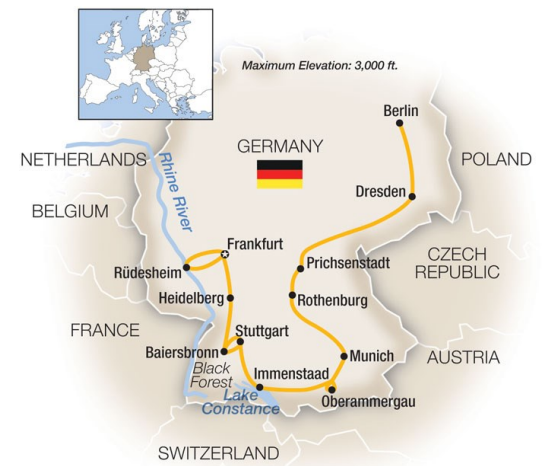 Maximum Elevation: 3,000 ft.
Berlin
GERMANY
NETHERLANDS
Rhine River
POLAND
Dresden
BELGIUM
Frankfurt
Prichsenstadt
CZECH
REPUBLIC
Rüdesheim
Heidelberg
Rothenburg
FRANCE
Stuttgart
Baiersbronn
Munich
AUSTRIA
Black
Forest
Immenstaad
Lake
Constance
Oberammergau
SWITZERLAND